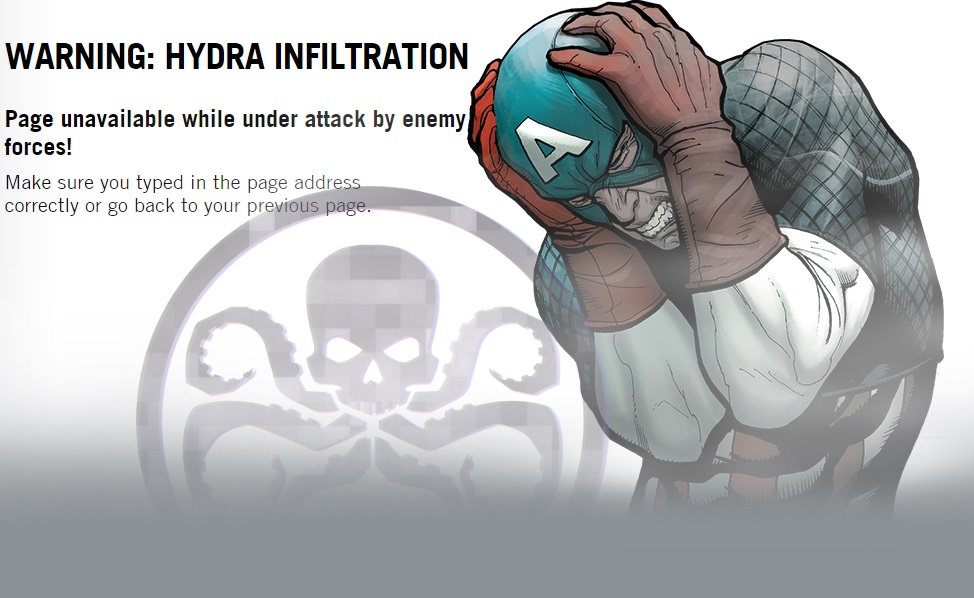 WARNING: HYDRA INFILTRATION
Page unavailable while under attack by enemy
forces!
Make sure you typed in the page address
correctly or go back to your previous page.
A